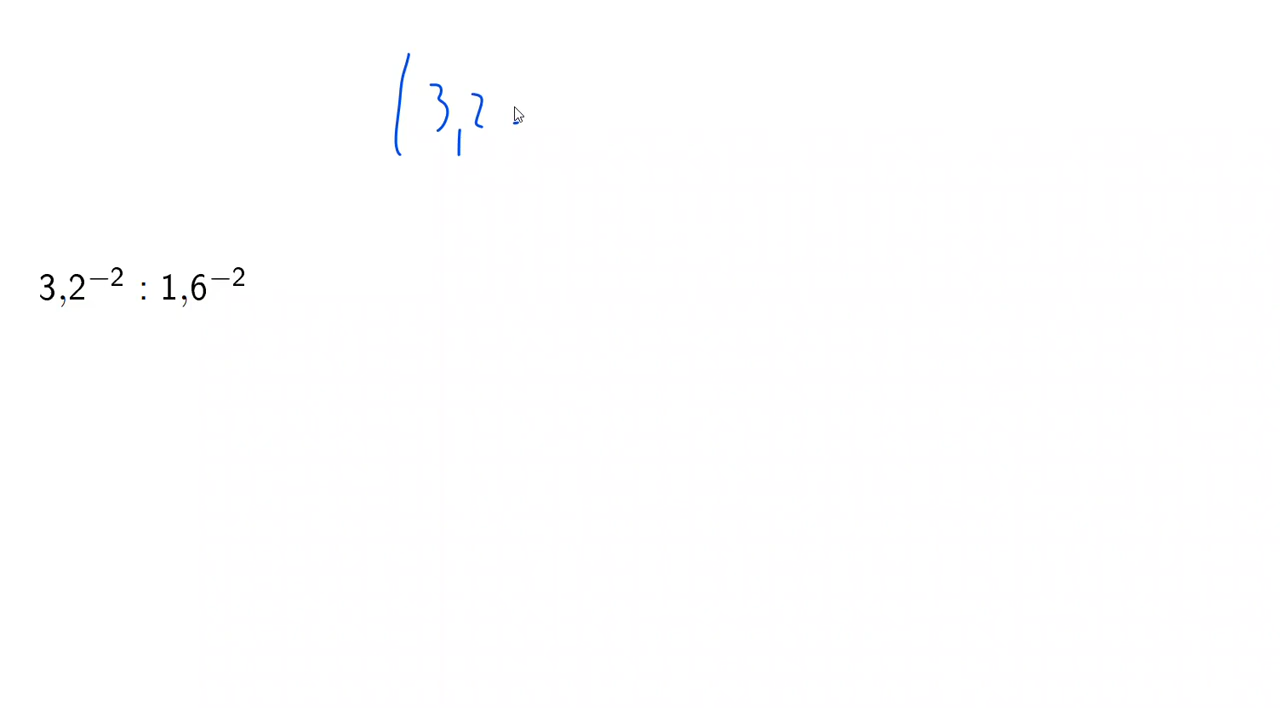 ( 3,2
3,2⁻² : 1,6⁻²